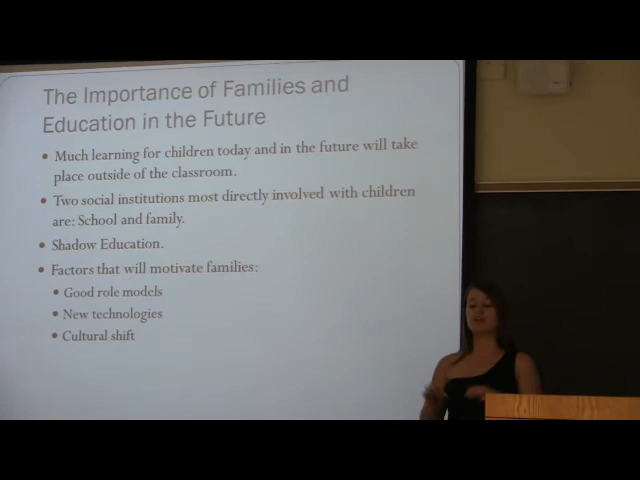 The Importance of Families and
Education in the Future
• Much learning for children today and in the future will take
place outside of the classroom.
• Two social institutions most directly involved with children
are: School and family.
• Shadow Education.
• Factors that will motivate families:
• Good role models
• New technologies
• Cultural shift